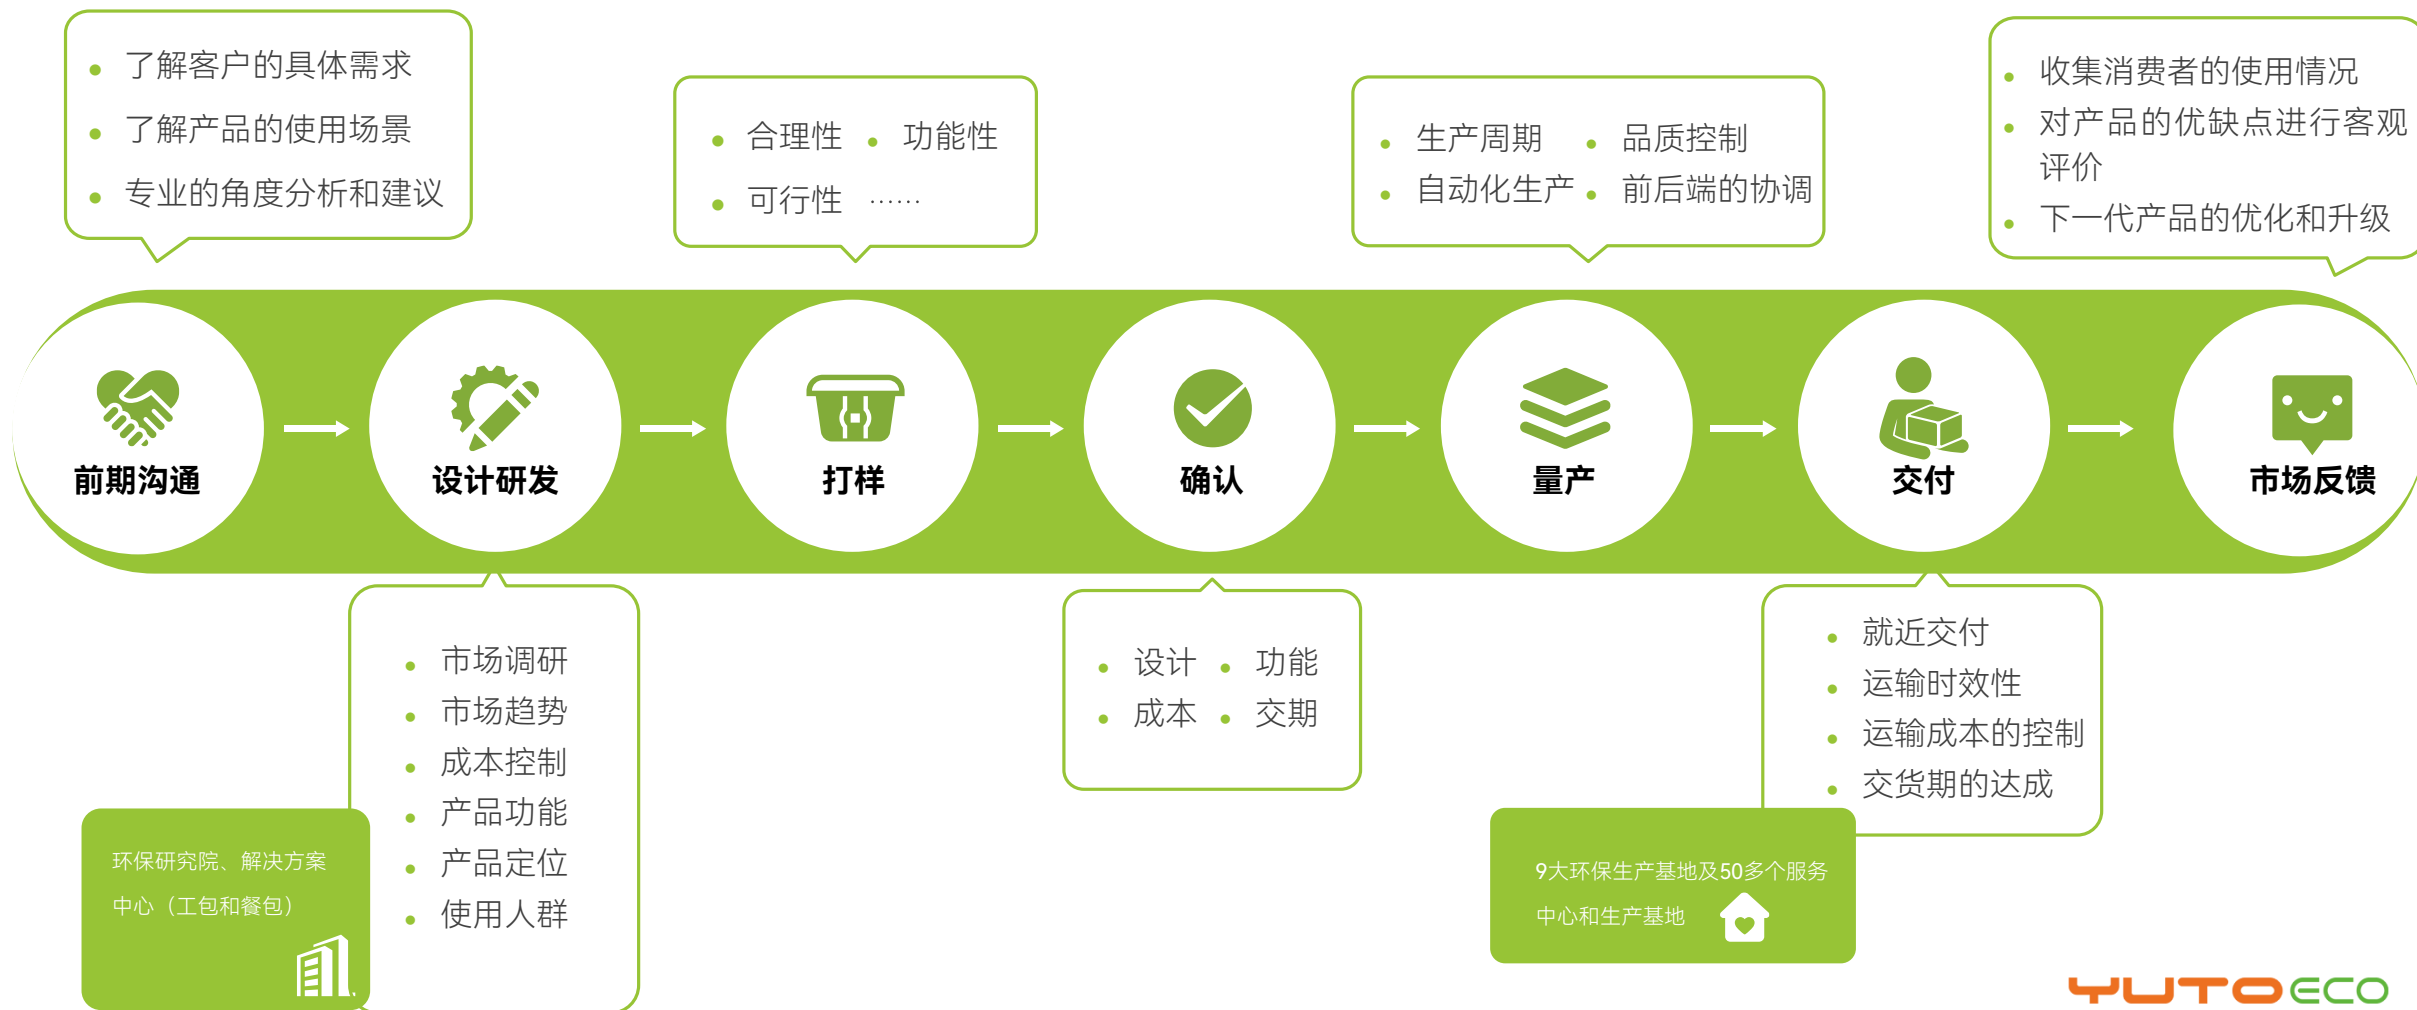 了解客户的具体需求
了解产品的使用场景
专业的角度分析和建议
合理性 功能性
可行性 ……
生产周期 品质控制
自动化生产 前后端的协调
收集消费者的使用情况
对产品的优缺点进行客观
评价
下一代产品的优化和升级
前期沟通
设计研发
打样
确认
量产
交付
市场反馈
市场调研
市场趋势
成本控制
产品功能
产品定位
使用人群
环保研究院、解决方案
中心（工包和餐包）
设计 功能
成本 交期
就近交付
运输时效性
运输成本的控制
交货期的达成
9大环保生产基地及50多个服务
中心和生产基地
YUTOECO